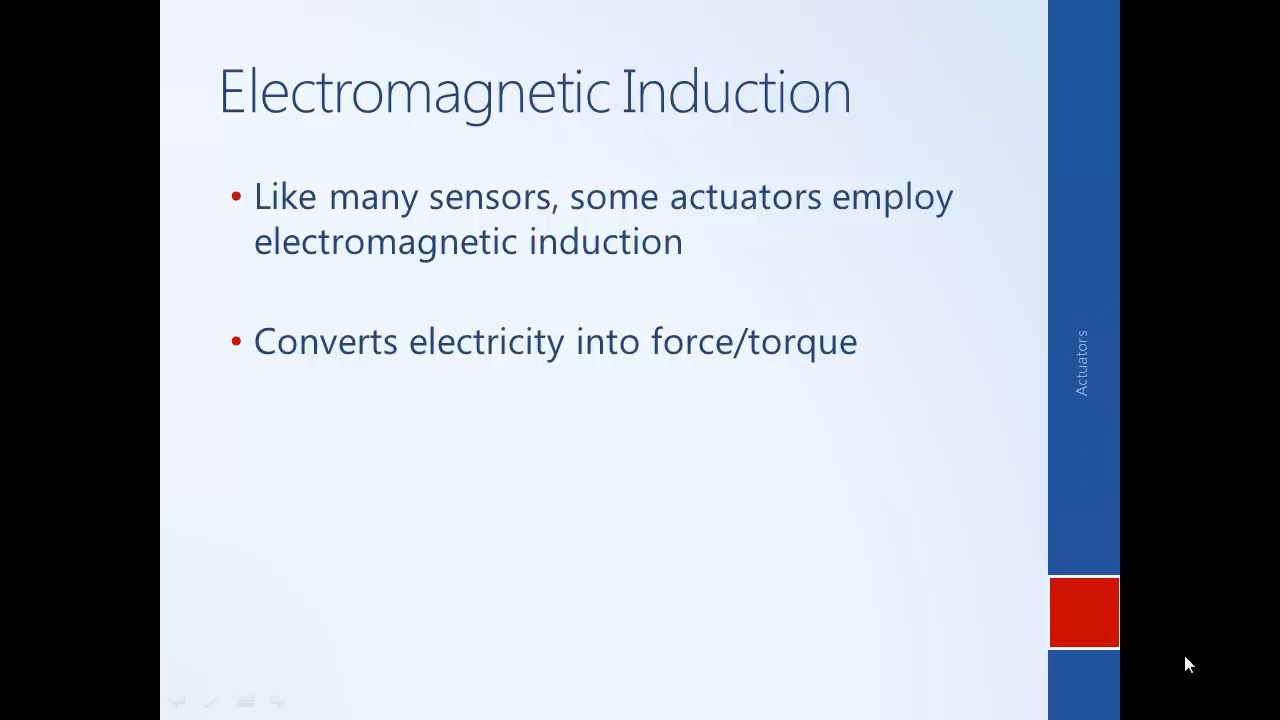 Electromagnetic Induction
• Like many sensors, some actuators employ
electromagnetic induction
• Converts electricity into force/torque
Actuators